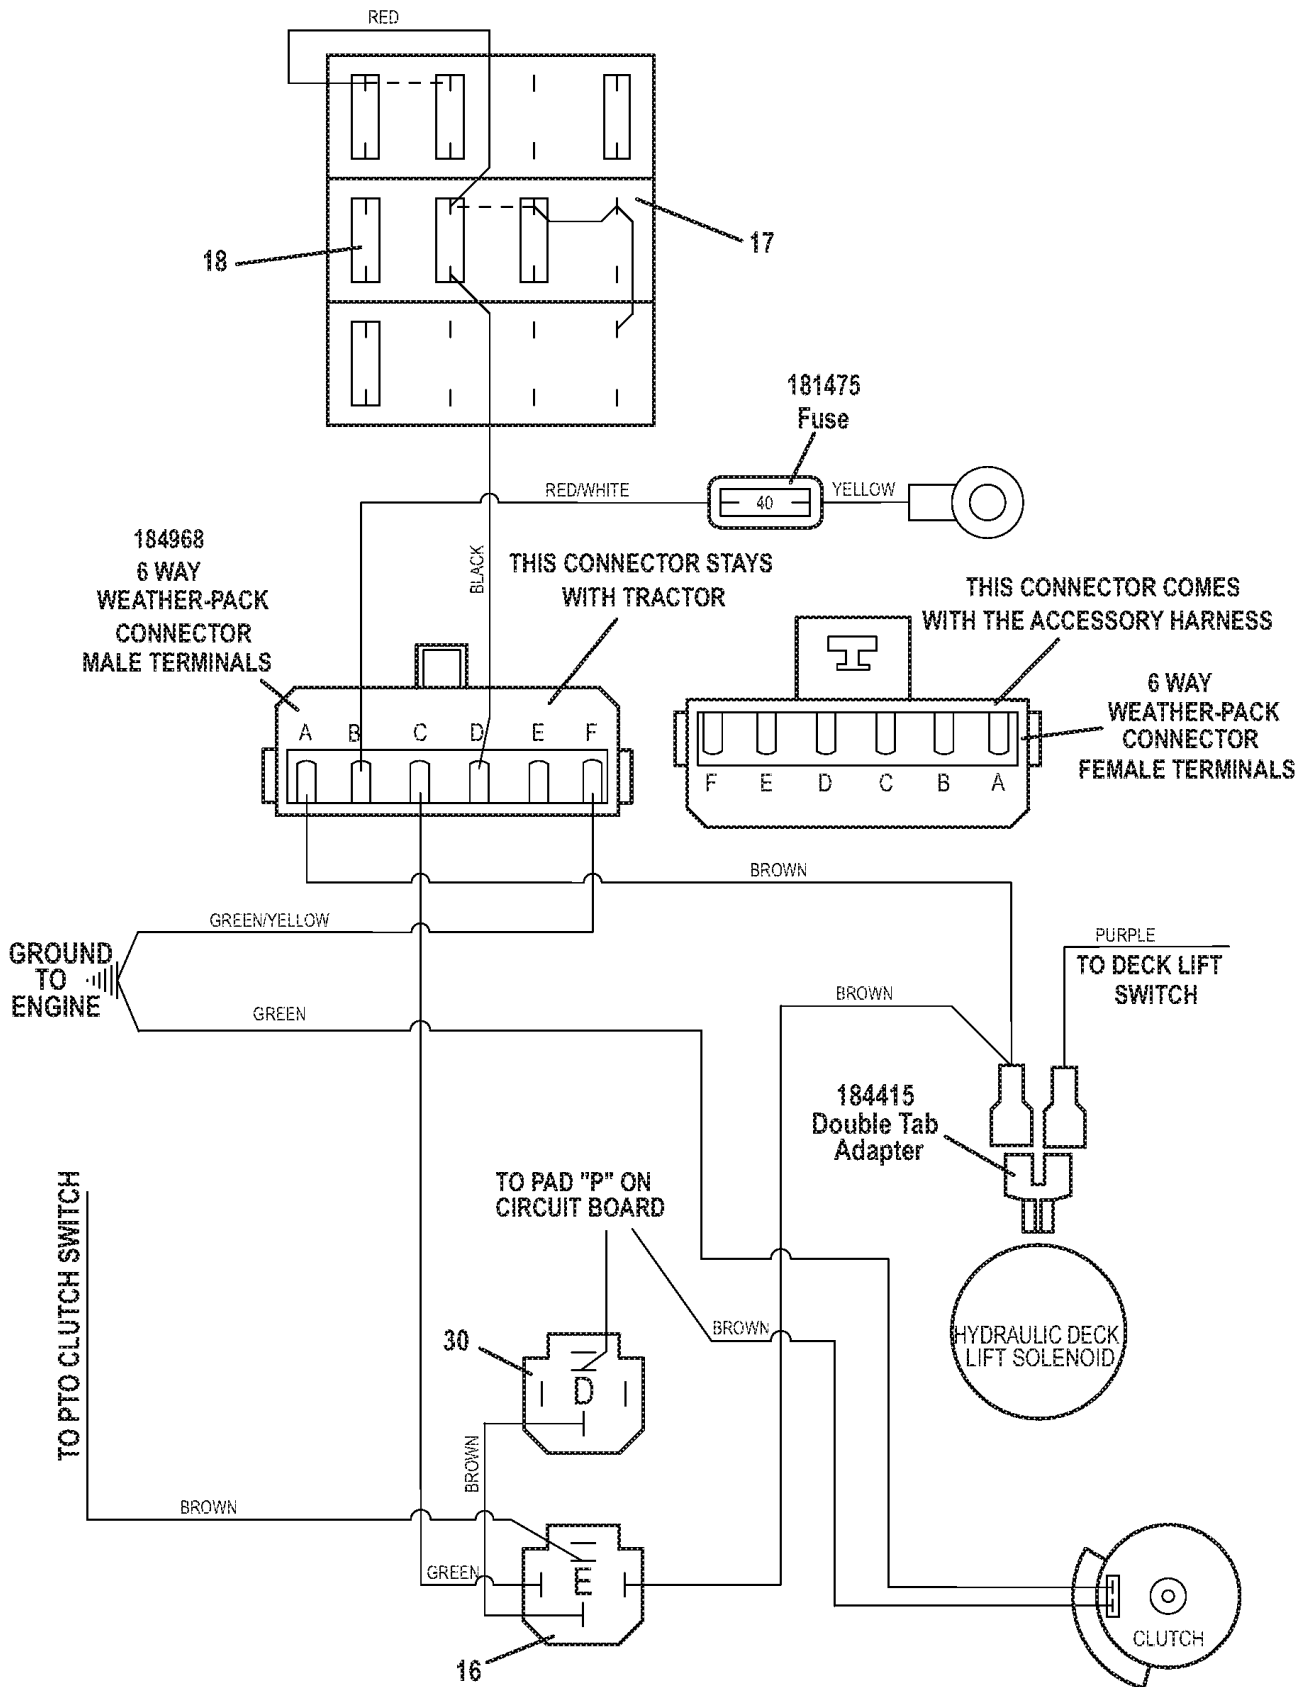 RED
17
18
181475
Fuse
RED/WHITE
40
YELLOW
184968
6 WAY
WEATHER-PACK
CONNECTOR
MALE TERMINALS
BLACK
THIS CONNECTOR STAYS
WITH TRACTOR
THIS CONNECTOR COMES
WITH THE ACCESSORY HARNESS
6 WAY
WEATHER-PACK
CONNECTOR
FEMALE TERMINALS
A B C D E F
F E D C B A
BROWN
GREEN/YELLOW
GROUND
TO
ENGINE
PURPLE
TO DECK LIFT
SWITCH
BROWN
GREEN
184415
Double Tab
Adapter
TO PAD "P" ON
CIRCUIT BOARD
TO PTO CLUTCH SWITCH
BROWN
HYDRAULIC DECK
LIFT SOLENOID
30
D
BROWN
BROWN
GREEN
E
16
CLUTCH